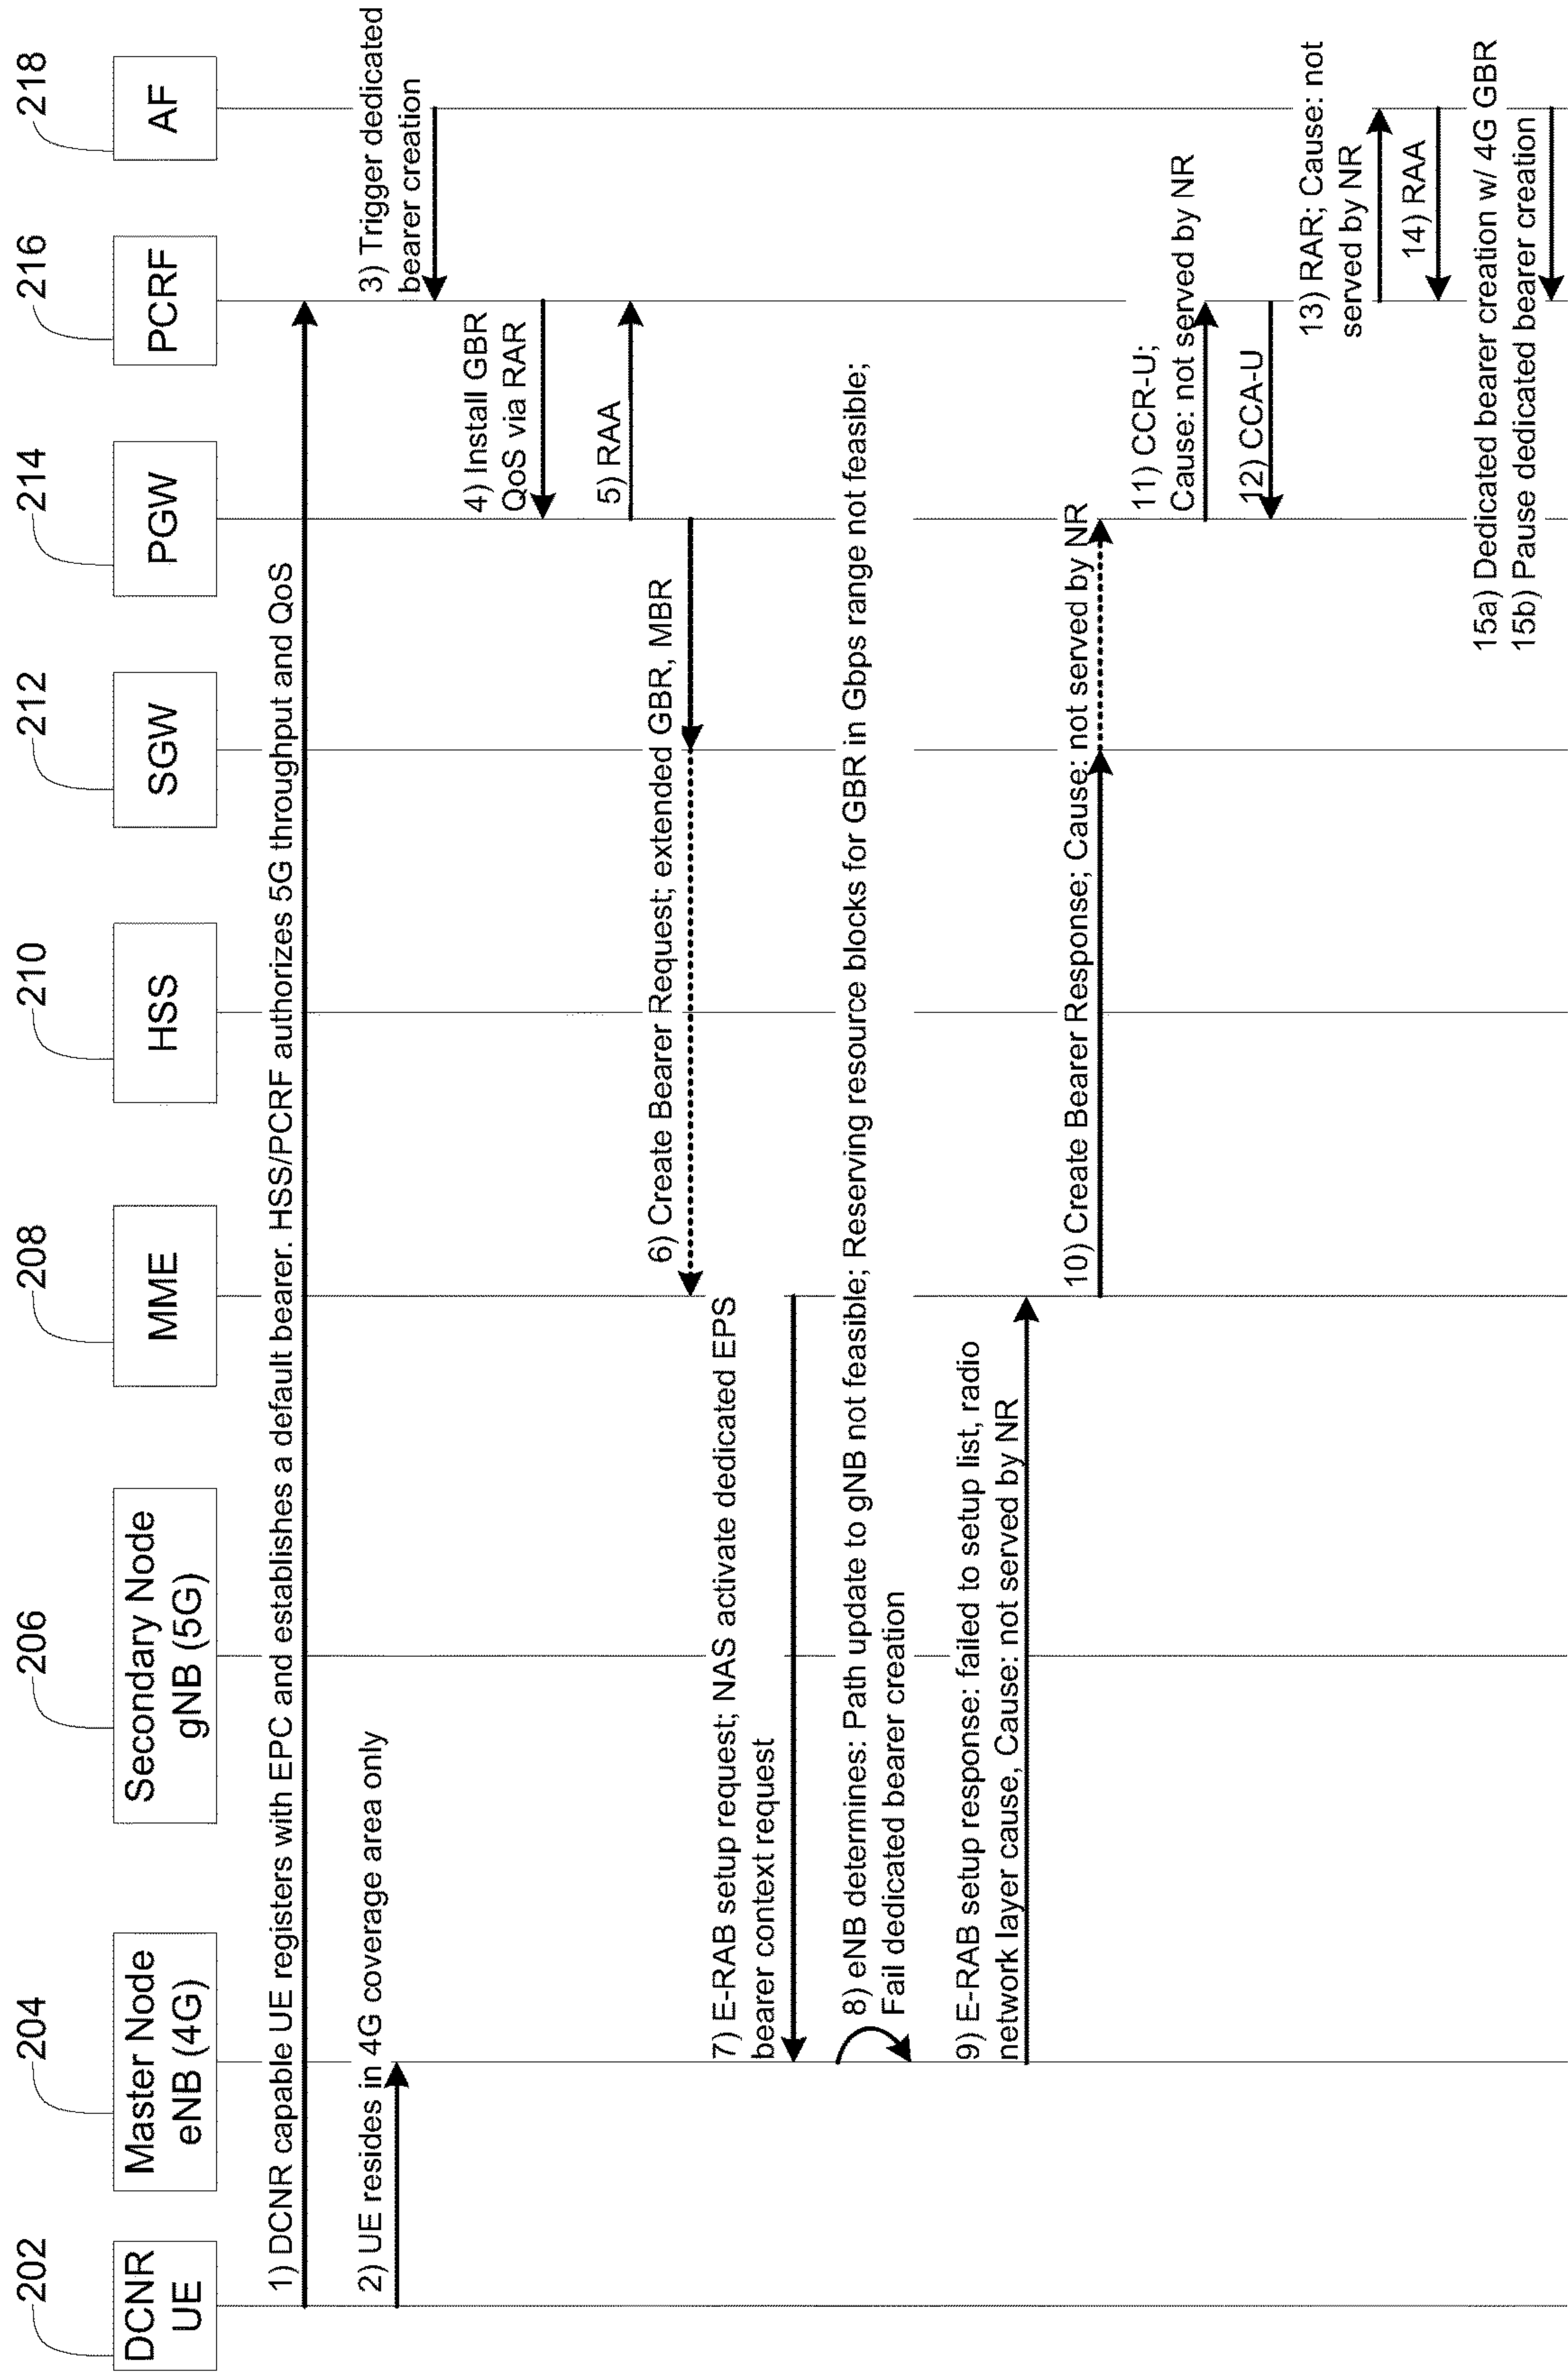 202
204
206
208
210
212
214
216
218
DCNR
UE
Master Node
eNB (4G)
Secondary Node
gNB (5G)
MME
HSS
SGW
PGW
PCRF
AF
1) DCNR capable UE registers with EPC and establishes a default bearer. HSS/PCRF authorizes 5G throughput and QoS
2) UE resides in 4G coverage area only
3) Trigger dedicated
bearer creation
4) Install GBR
QoS via RAR
5) RAA
6) Create Bearer Request; extended GBR, MBR
7) E-RAB setup request; NAS activate dedicated EPS
bearer context request
8) eNB determines: Path update to gNB not feasible; Reserving resource blocks for GBR in Gbps range not feasible;
Fail dedicated bearer creation
9) E-RAB setup response: failed to setup list, radio
network layer cause, Cause: not served by NR
10) Create Bearer Response; Cause: not served by NR
11) CCR-U;
Cause: not served by NR
12) CCA-U
13) RAR; Cause: not
served by NR
14) RAA
15a) Dedicated bearer creation w/ 4G GBR
15b) Pause dedicated bearer creation